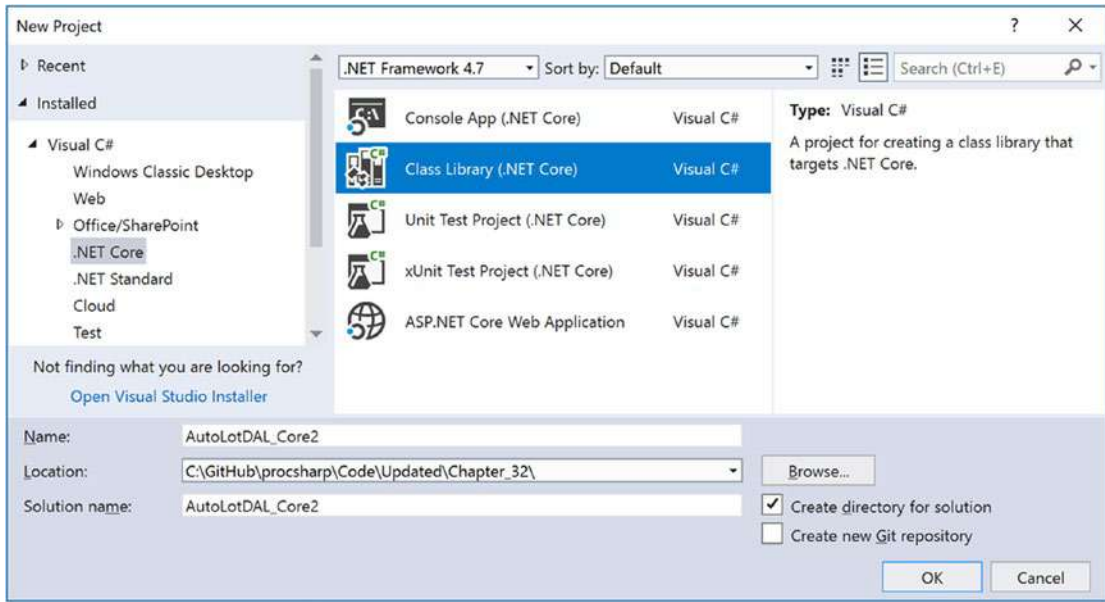 New Project
? X
Recent
Installed
Visual C#
Windows Classic Desktop
Web
Office/SharePoint
.NET Core
.NET Standard
Cloud
Test
Not finding what you are looking for?
Open Visual Studio Installer
.NET Framework 4.7 Sort by: Default Search (Ctrl+E)
Console App (.NET Core) Visual C#
Class Library (.NET Core) Visual C#
Unit Test Project (.NET Core) Visual C#
xUnit Test Project (.NET Core) Visual C#
ASP.NET Core Web Application Visual C#
Type: Visual C#
A project for creating a class library that
targets .NET Core.
Name: AutoLotDAL_Core2
Location: C:\GitHub\procsharp\Code\Updated\Chapter_32\ Browse...
Solution name: AutoLotDAL_Core2
Create directory for solution
Create new Git repository
OK Cancel